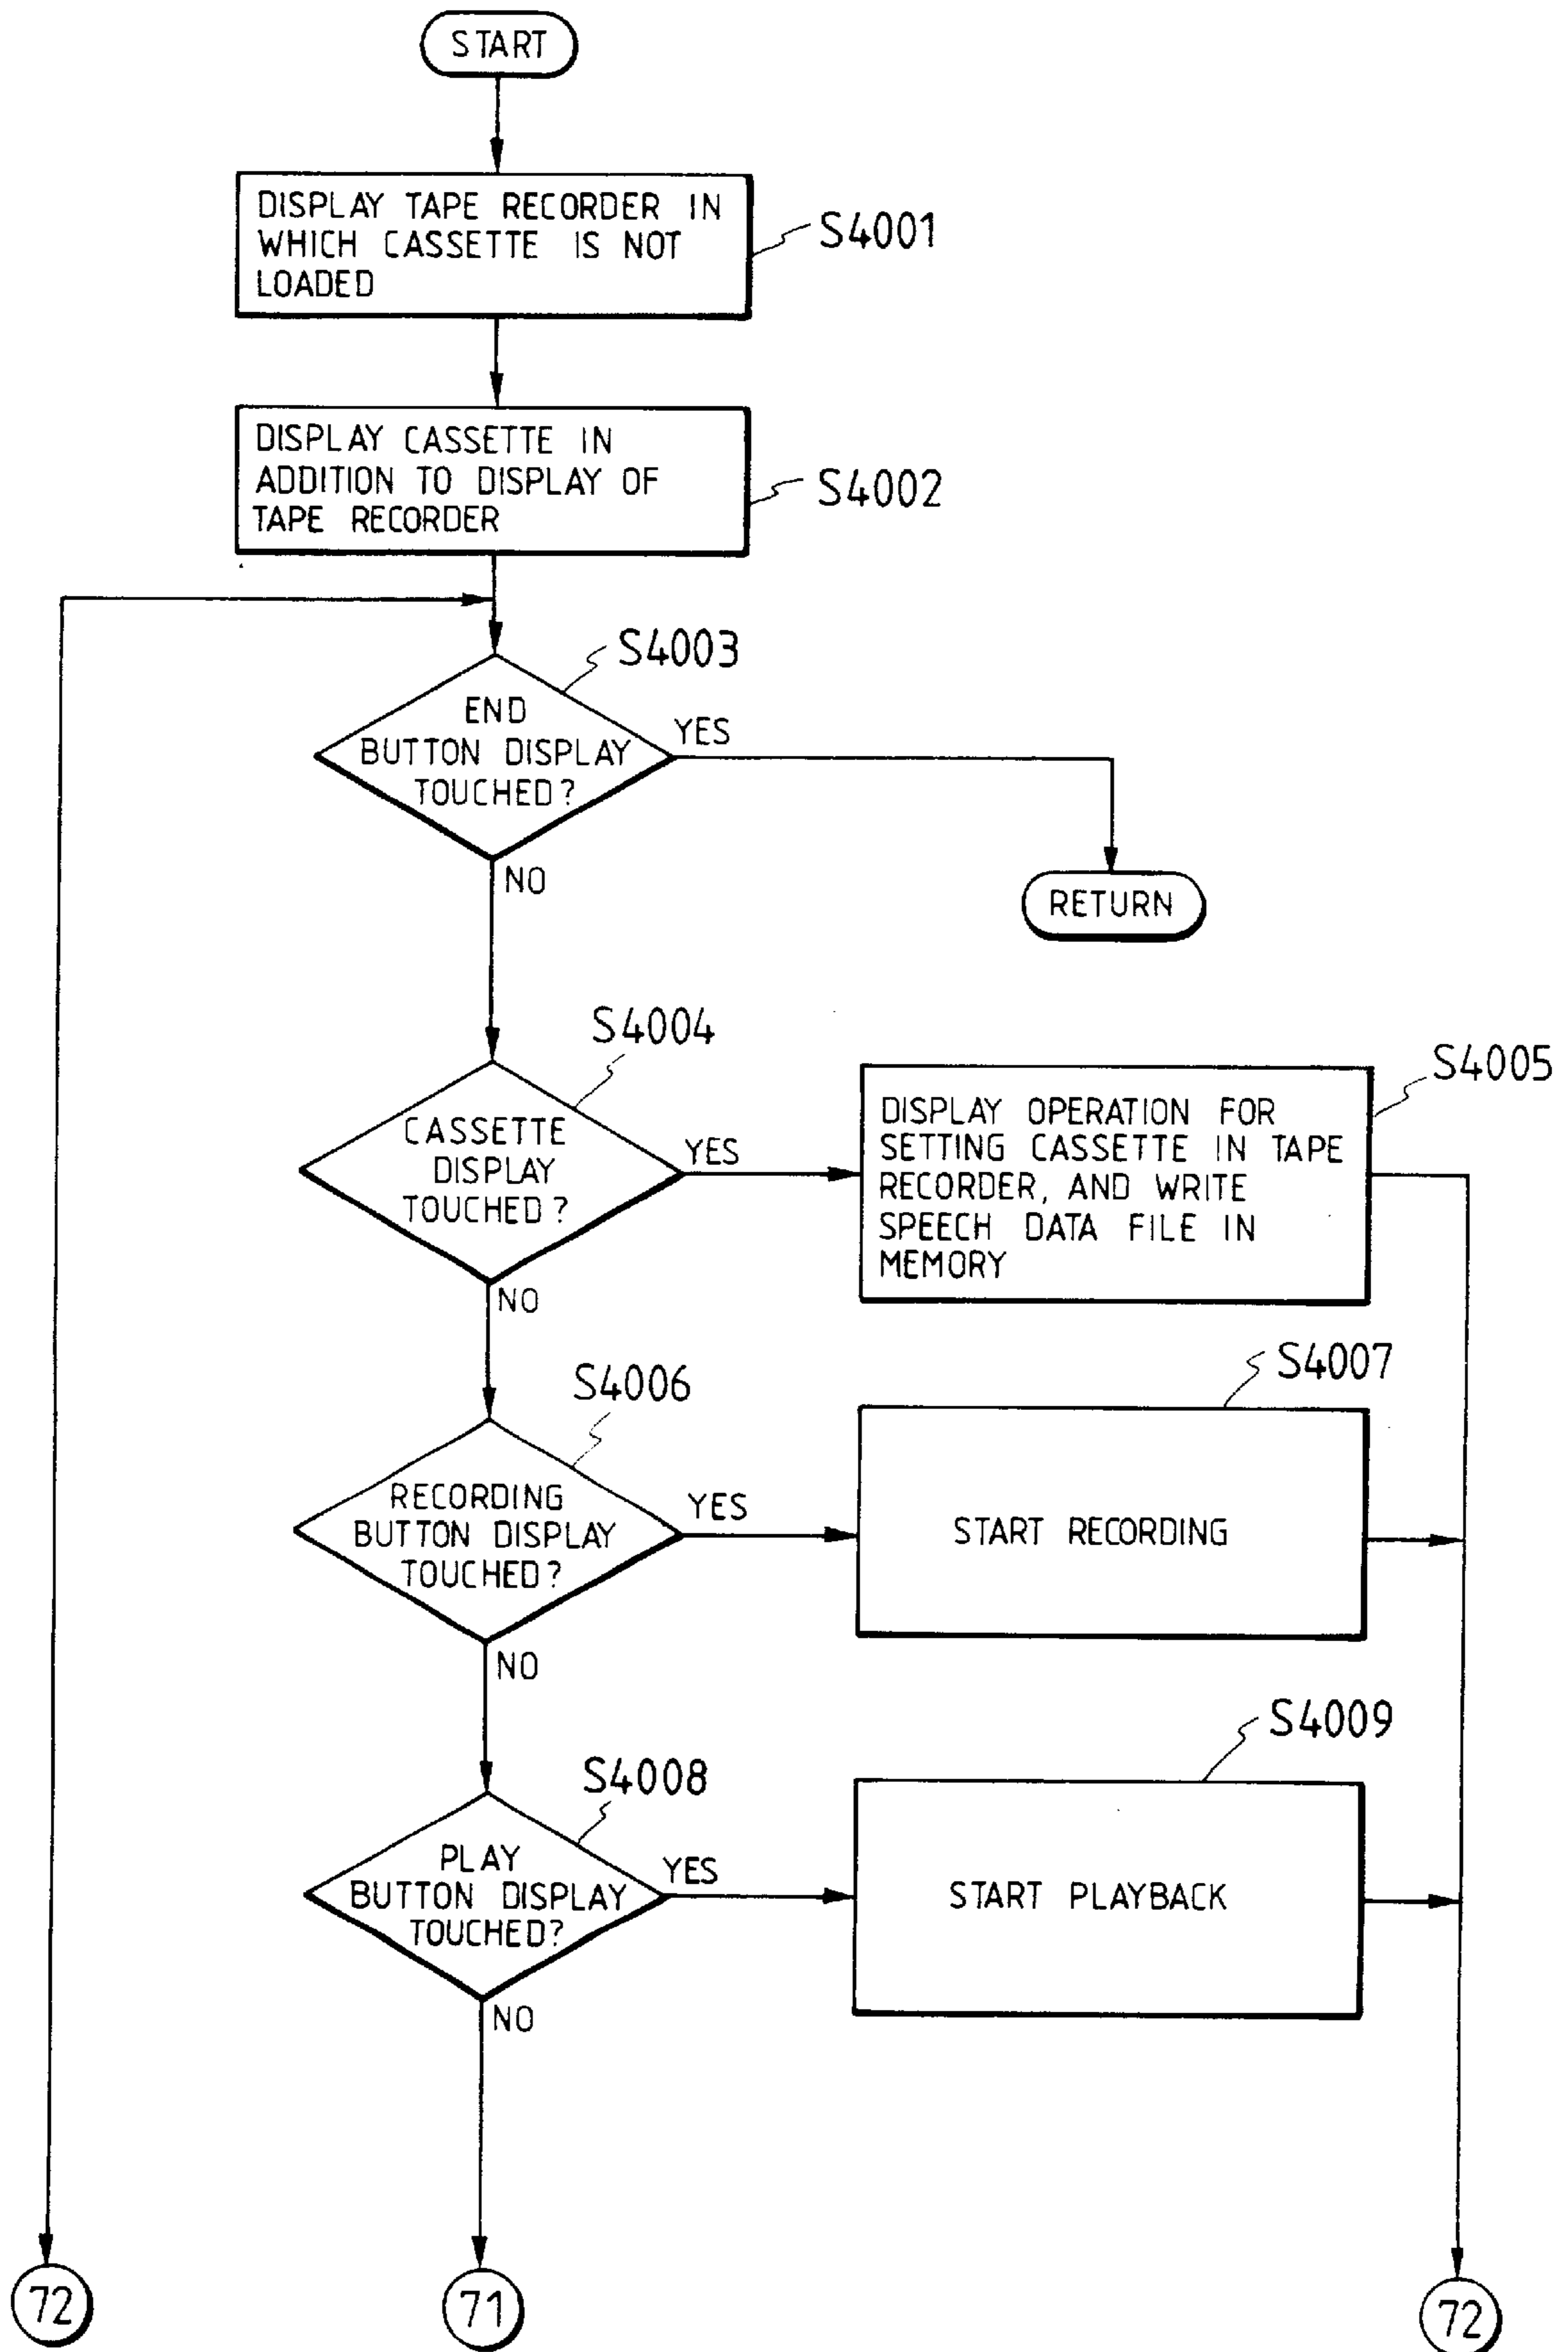 START
DISPLAY TAPE RECORDER IN
WHICH CASSETTE IS NOT
LOADED
S4001
DISPLAY CASSETTE IN
ADDITION TO DISPLAY OF
TAPE RECORDER
S4002
S4003
END
BUTTON DISPLAY
TOUCHED?
YES
NO
RETURN
S4004
CASSETTE
DISPLAY
TOUCHED?
YES
NO
S4005
DISPLAY OPERATION FOR
SETTING CASSETTE IN TAPE
RECORDER, AND WRITE
SPEECH DATA FILE IN
MEMORY
S4006
RECORDING
BUTTON DISPLAY
TOUCHED?
YES
NO
S4007
START RECORDING
S4008
PLAY
BUTTON DISPLAY
TOUCHED?
YES
NO
S4009
START PLAYBACK
72
71
72